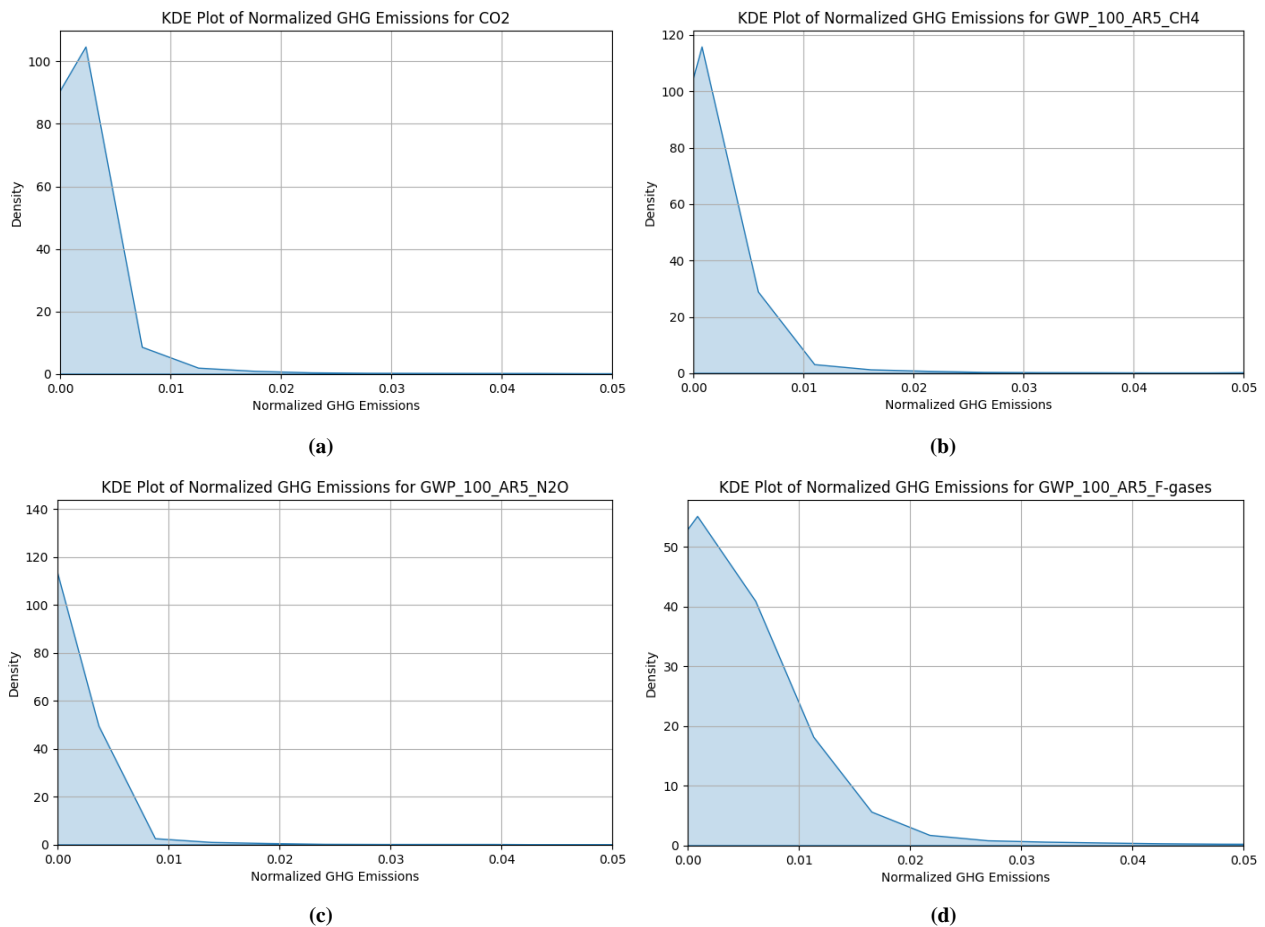 KDE Plot of Normalized GHG Emissions for CO2
100
80
60
40
20
0
Density
0.00 0.01 0.02 0.03 0.04 0.05
Normalized GHG Emissions
(a)
KDE Plot of Normalized GHG Emissions for GWP_100_AR5_CH4
120
100
80
60
40
20
0
Density
0.00 0.01 0.02 0.03 0.04 0.05
Normalized GHG Emissions
(b)
KDE Plot of Normalized GHG Emissions for GWP_100_AR5_N2O
140
120
100
80
60
40
20
0
Density
0.00 0.01 0.02 0.03 0.04 0.05
Normalized GHG Emissions
(c)
KDE Plot of Normalized GHG Emissions for GWP_100_AR5_F-gases
50
40
30
20
10
0
Density
0.00 0.01 0.02 0.03 0.04 0.05
Normalized GHG Emissions
(d)